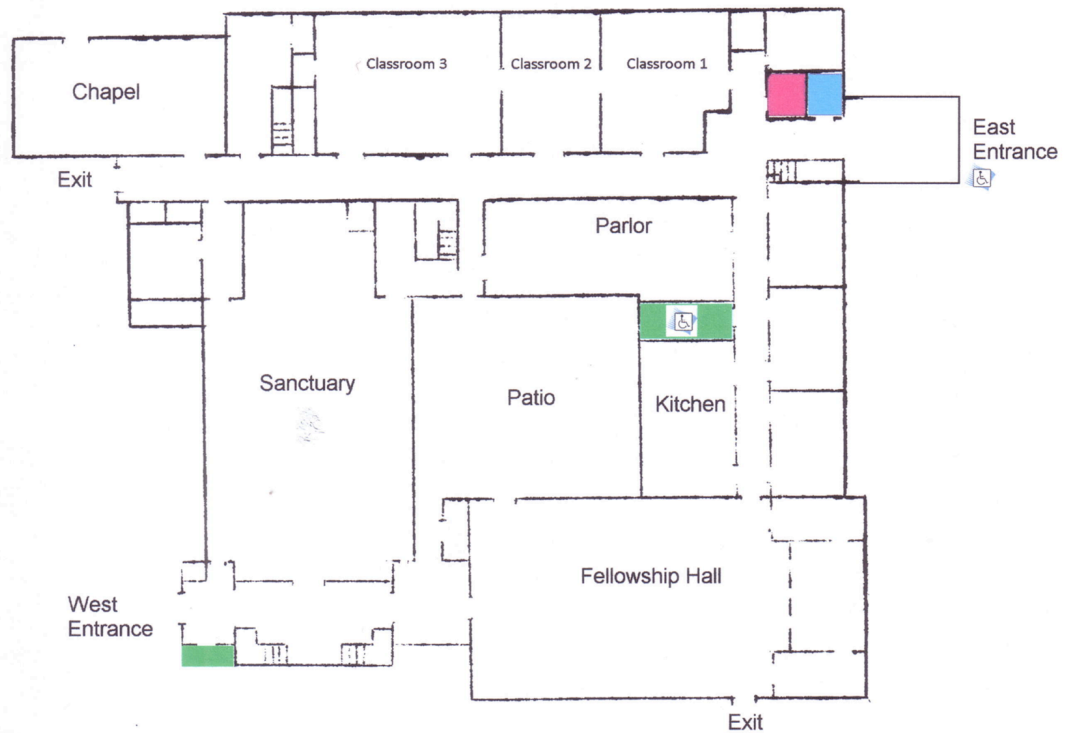 Classroom 3
Classroom 2
Classroom 1
Chapel
East
Entrance
Exit
Parlor
Sanctuary
Patio
Kitchen
Fellowship Hall
West
Entrance
Exit